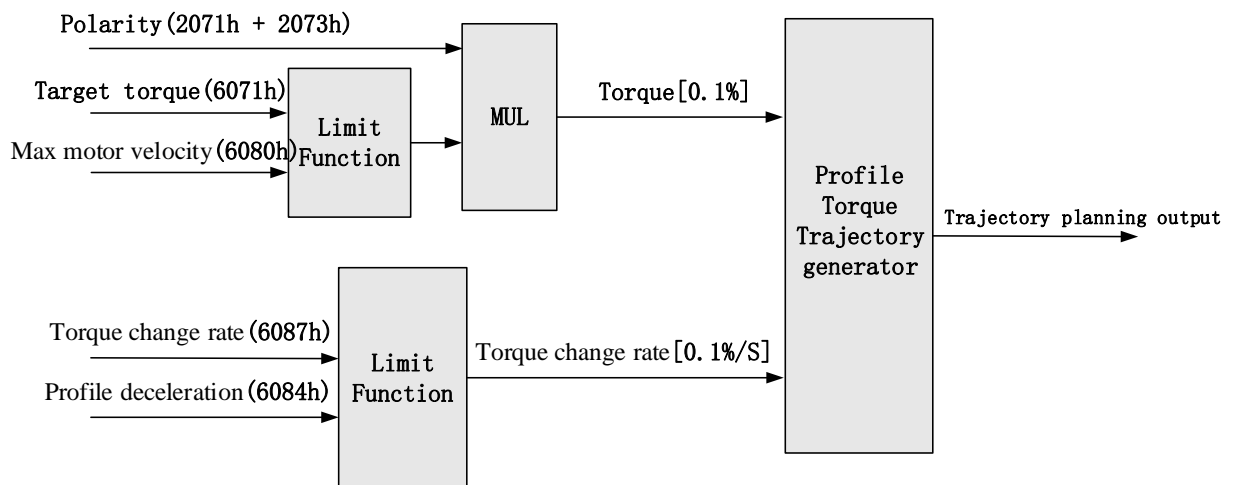 Polarity(2071h + 2073h)
Target torque(6071h)
Max motor velocity(6080h)
Limit
Function
MUL
Torque[0.1%]
Profile
Torque
Trajectory
generator
Trajectory planning output
Torque change rate(6087h)
Profile deceleration(6084h)
Limit
Function
Torque change rate[0.1%/S]